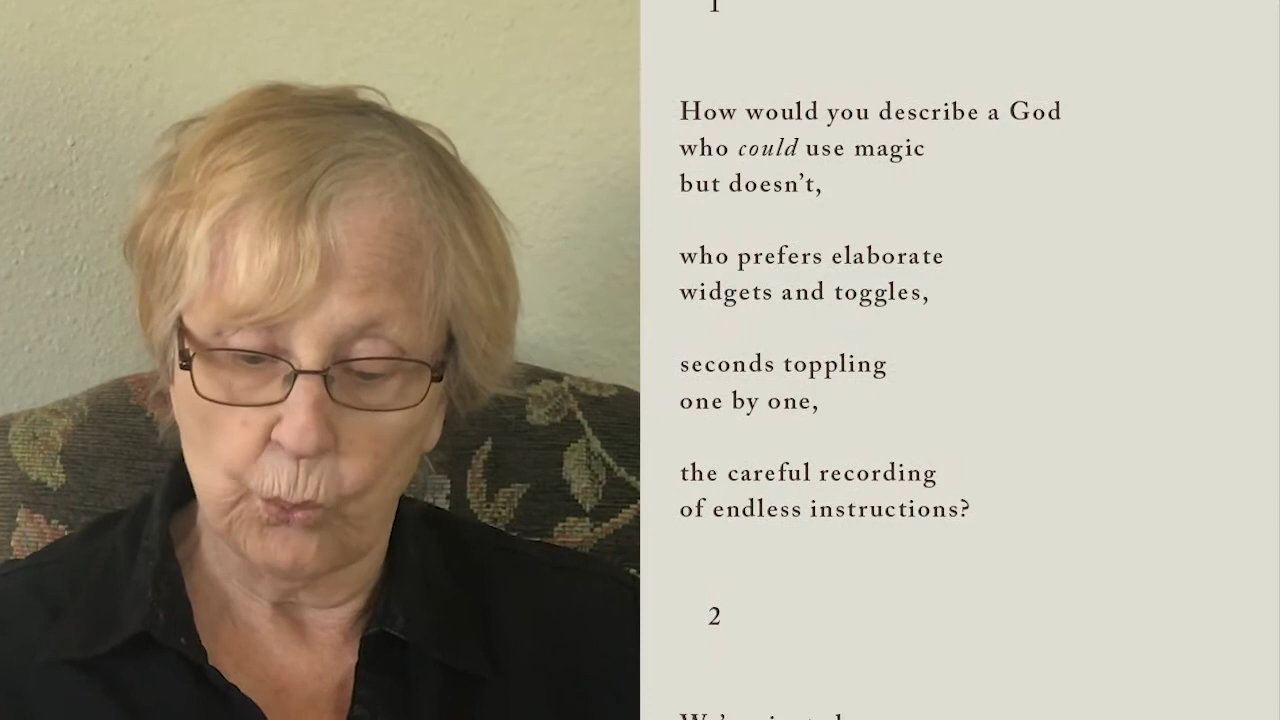 1
How would you describe a God
who could use magic
but doesn’t,
who prefers elaborate
widgets and toggles,
seconds toppling
one by one,
the careful recording
of endless instructions?
2